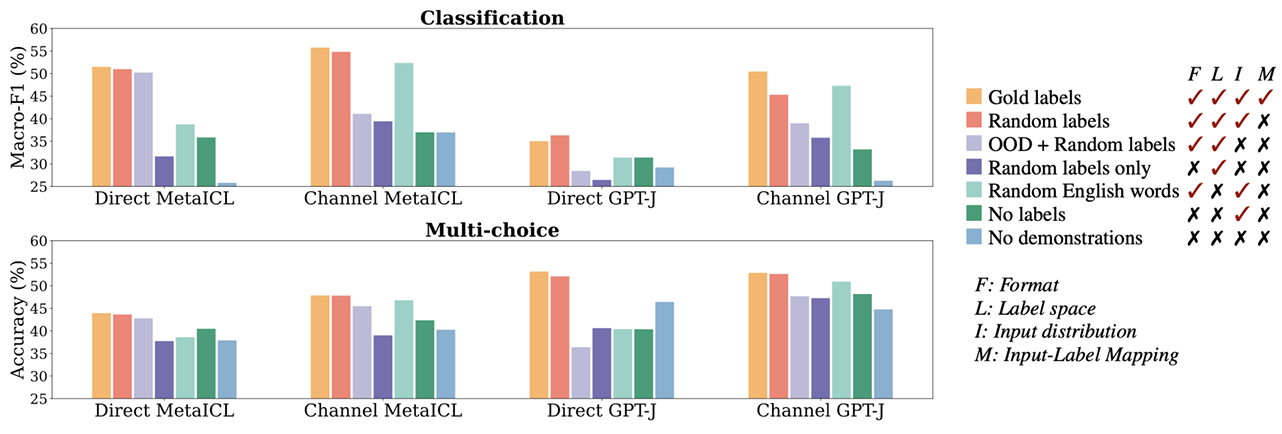 Classification
Macro-F1 (%)
60
55
50
45
40
35
30
25
Direct MetaICL Channel MetaICL Direct GPT-J Channel GPT-J
Multi-choice
Accuracy (%)
60
55
50
45
40
35
30
25
Direct MetaICL Channel MetaICL Direct GPT-J Channel GPT-J
F L I M
Gold labels ✓ ✓ ✓ ✓
Random labels ✓ ✓ ✓ ✗
OOD + Random labels ✓ ✓ ✗ ✗
Random labels only ✗ ✓ ✗ ✗
Random English words ✓ ✗ ✓ ✗
No labels ✗ ✗ ✓ ✗
No demonstrations ✗ ✗ ✗ ✗
F: Format
L: Label space
I: Input distribution
M: Input-Label Mapping